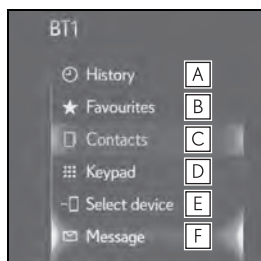 BT1
History A
Favourites B
Contacts C
Keypad D
Select device E
Message F